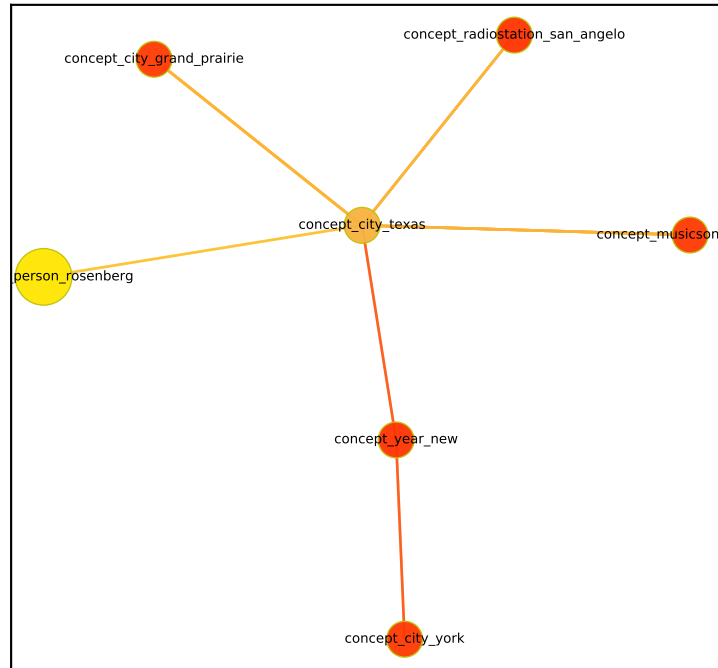 concept_radiostation_san_angelo
concept_city_grand_prairie
concept_city_texas
concept_musicson
_person_rosenberg
concept_year_new
concept_city_york